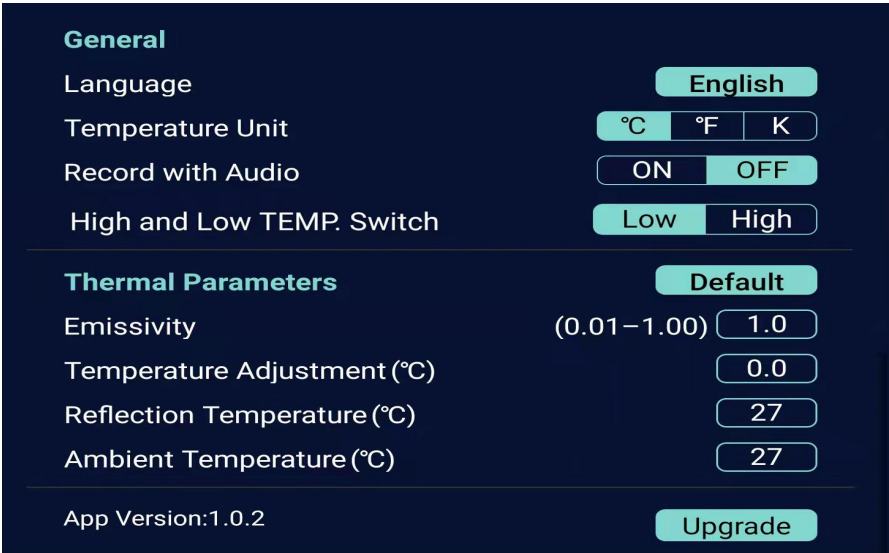 General
Language English
Temperature Unit ℃ ℉ K
Record with Audio ON OFF
High and Low TEMP. Switch Low High
Thermal Parameters Default
Emissivity (0.01–1.00) 1.0
Temperature Adjustment(℃) 0.0
Reflection Temperature(℃) 27
Ambient Temperature(℃) 27
App Version:1.0.2 Upgrade